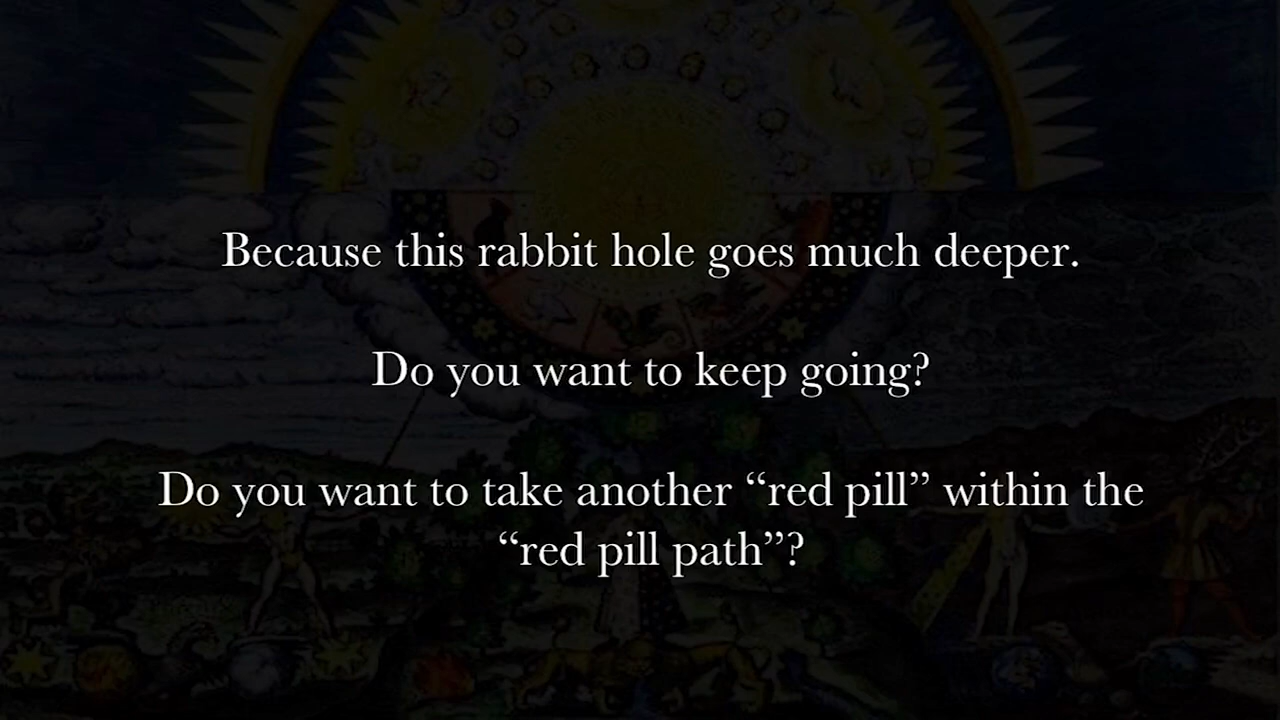 Because this rabbit hole goes much deeper.
Do you want to keep going?
Do you want to take another “red pill” within the
“red pill path”?